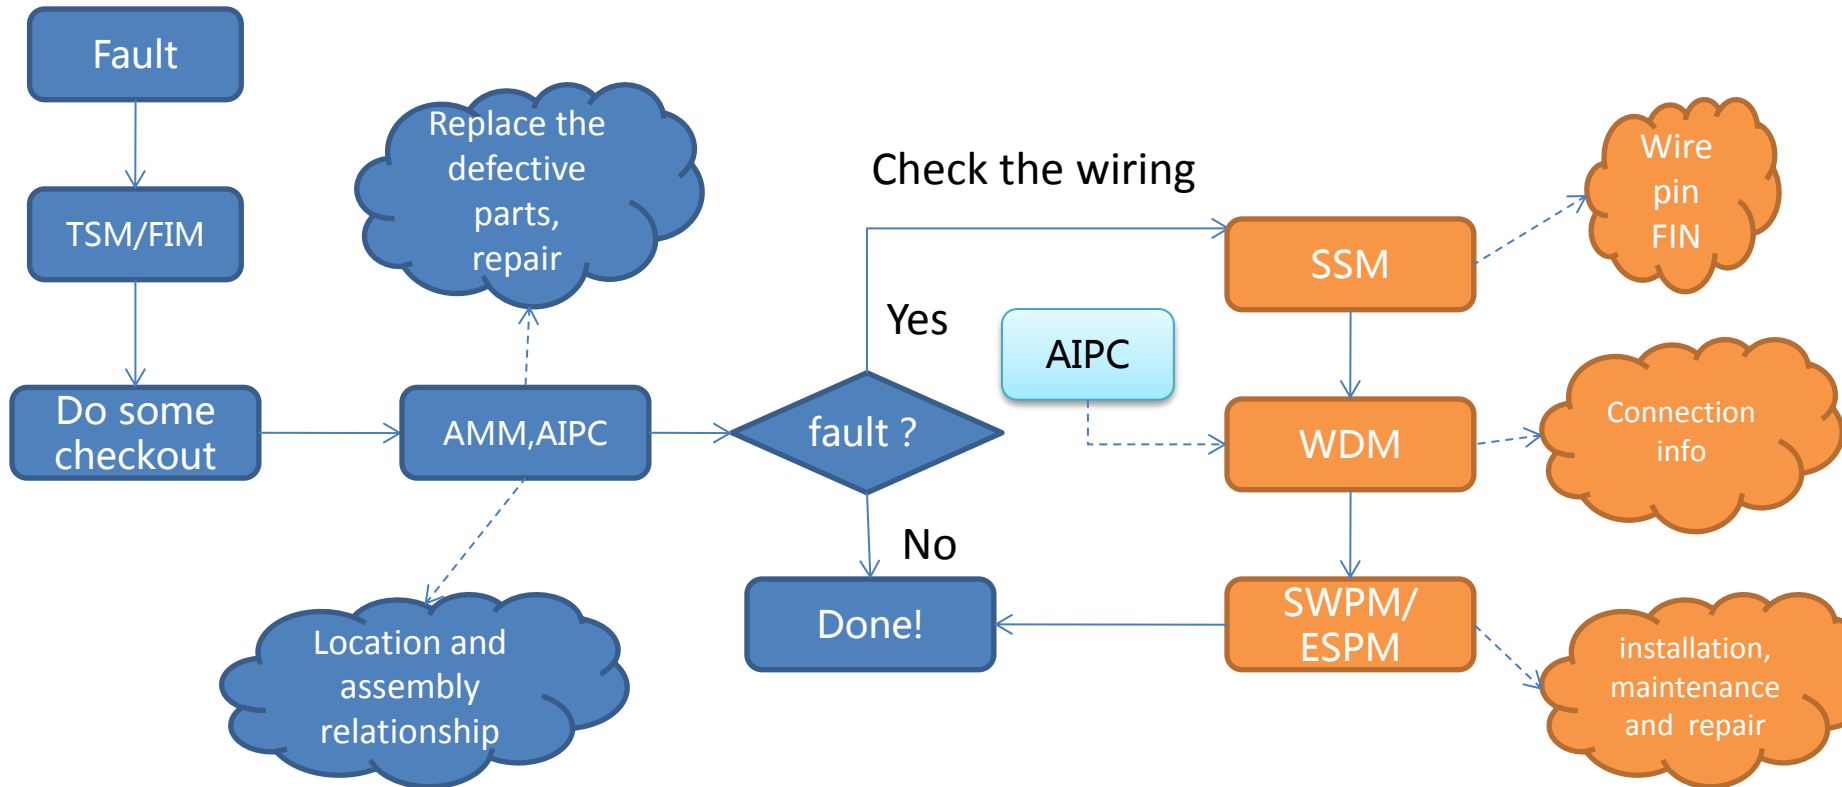 Fault
TSM/FIM
Do some
checkout
Replace the
defective
parts,
repair
AMM,AIPC
Location and
assembly
relationship
fault ?
Yes
No
Done!
Check the wiring
AIPC
SSM
WDM
SWPM/
ESPM
Wire
pin
FIN
Connection
info
installation,
maintenance
and  repair